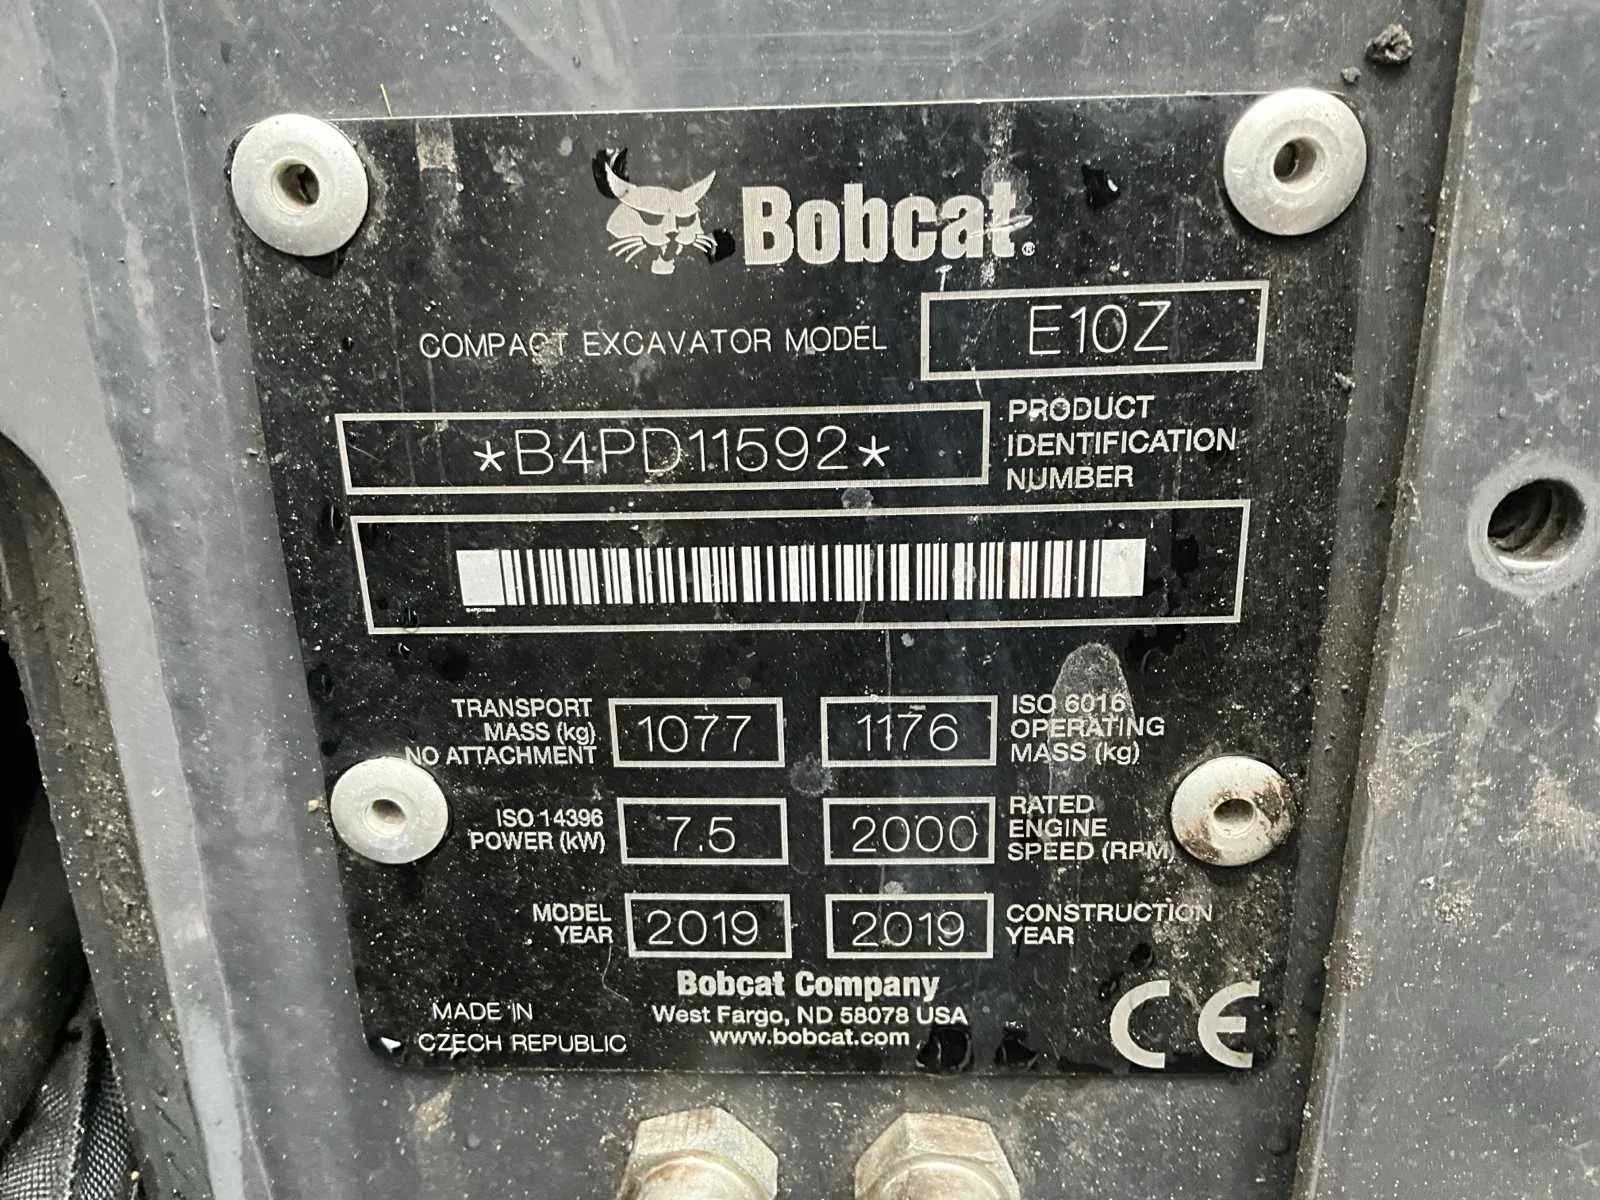 Bobcat®
COMPACT EXCAVATOR MODEL E10Z
*B4PD11592*
PRODUCT
IDENTIFICATION
NUMBER
B4PD11592
TRANSPORT
MASS (kg)
NO ATTACHMENT
1077
1176
ISO 6016
OPERATING
MASS (kg)
ISO 14396
POWER (kW)
7.5
2000
RATED
ENGINE
SPEED (RPM)
MODEL
YEAR
2019
2019
CONSTRUCTION
YEAR
Bobcat Company
West Fargo, ND 58078 USA
www.bobcat.com
MADE IN
CZECH REPUBLIC
CE